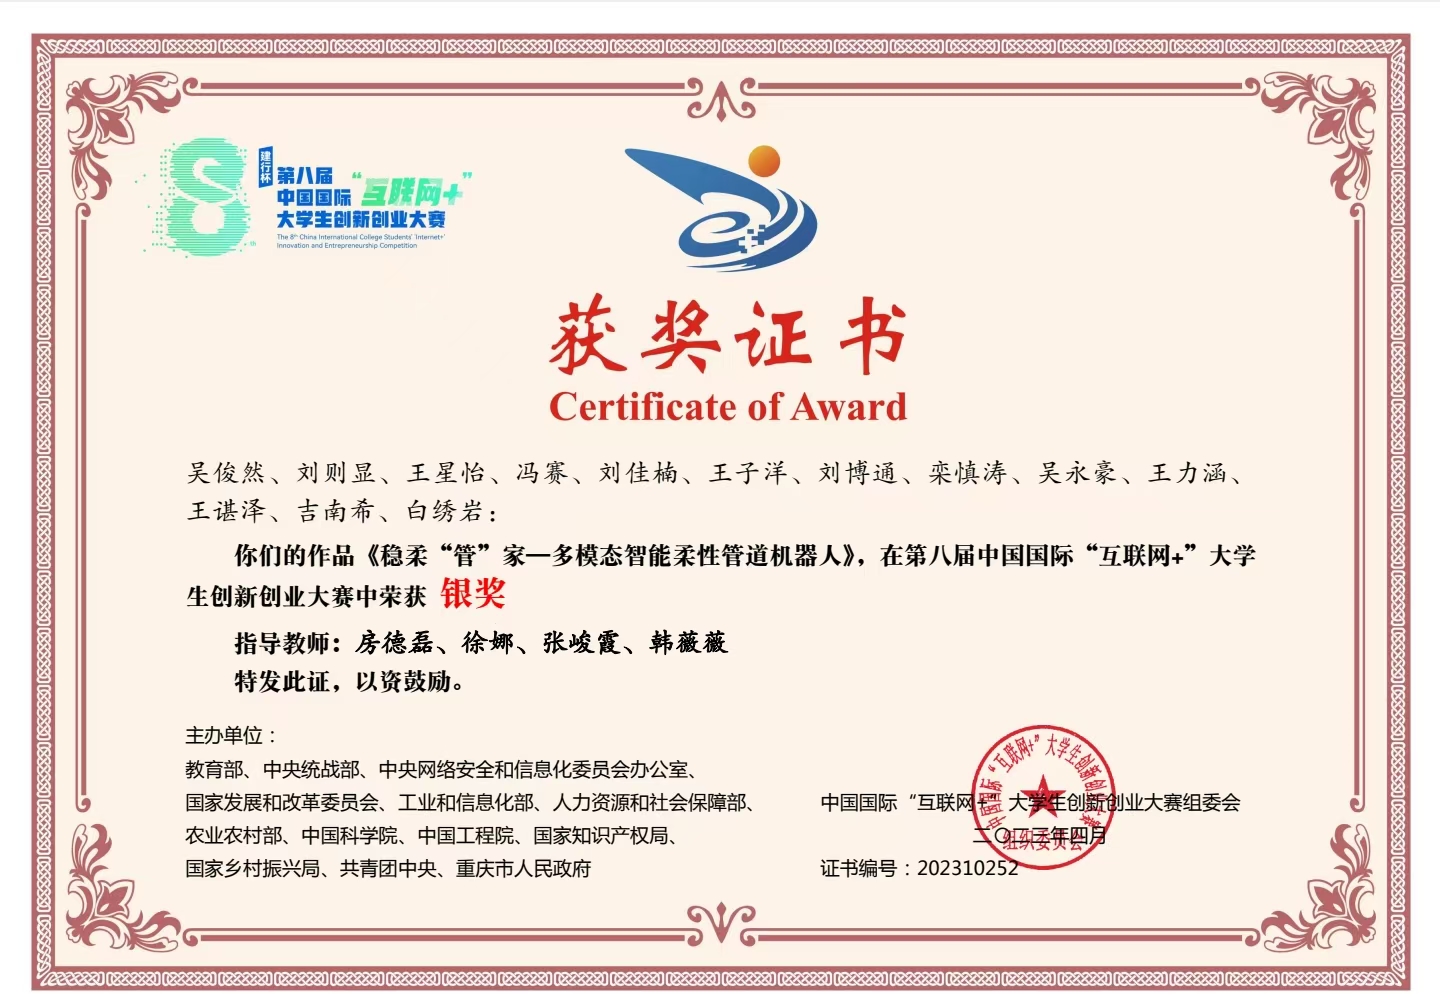 建行杯
第八届
中国国际“互联网+”
大学生创新创业大赛
The 8th China International College Students' 'Internet+'
Innovation and Entrepreneurship Competition
获奖证书
Certificate of Award
吴俊然、刘则显、王星怡、冯赛、刘佳楠、王子洋、刘博通、栾慎涛、吴永豪、王力涵、
王谌泽、吉南希、白绣岩：
你们的作品《稳柔“管”家—多模态智能柔性管道机器人》，在第八届中国国际“互联网+”大学
生创新创业大赛中荣获 银奖
指导教师：房德磊、徐娜、张峻霞、韩薇薇
特发此证，以资鼓励。
主办单位：
教育部、中央统战部、中央网络安全和信息化委员会办公室、
国家发展和改革委员会、工业和信息化部、人力资源和社会保障部、
农业农村部、中国科学院、中国工程院、国家知识产权局、
国家乡村振兴局、共青团中央、重庆市人民政府
中国国际“互联网+”大学生创新创业大赛组委会
二〇二三年四月
证书编号：202310252
中国国际“互联网+”大学生创新创业大赛
组织委员会